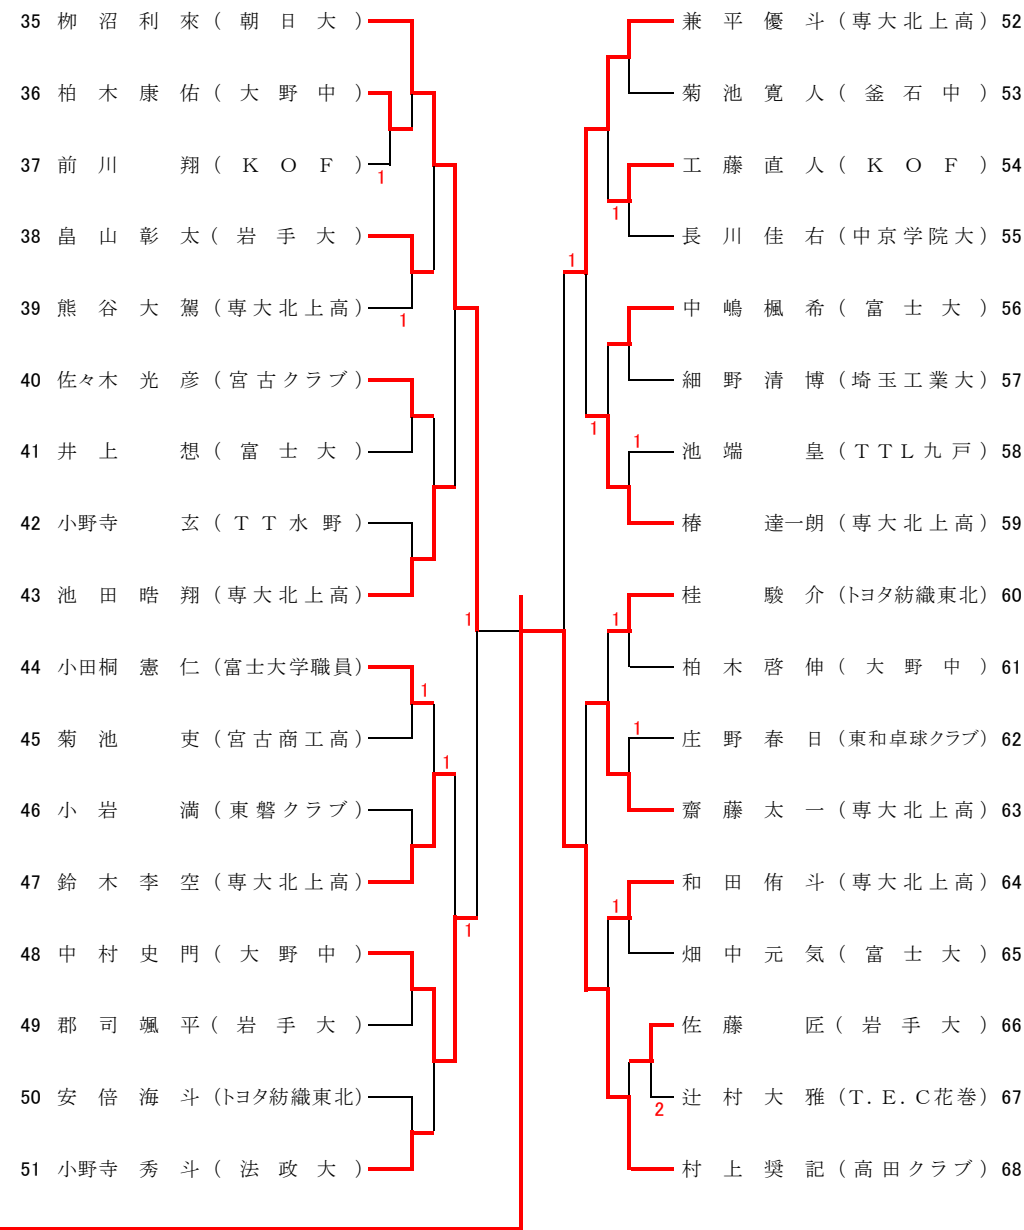 35 栁沼利來(朝日大)
36 柏木康佑(大野中)
37 前川翔(KOF)
1
38 畠山彰太(岩手大)
39 熊谷大駕(専大北上高)
1
40 佐々木光彦(宮古クラブ)
41 井上想(富士大)
42 小野寺玄(TT水野)
43 池田晧翔(専大北上高)
1
44 小田桐憲仁(富士大学職員)
1
45 菊池吏(宮古商工高)
1
46 小岩満(東磐クラブ)
47 鈴木李空(専大北上高)
1
48 中村史門(大野中)
49 郡司颯平(岩手大)
50 安倍海斗(トヨタ紡織東北)
51 小野寺秀斗(法政大)
兼平優斗(専大北上高) 52
菊池寛人(釜石中) 53
工藤直人(KOF) 54
1
長川佳右(中京学院大) 55
1
中嶋楓希(富士大) 56
細野清博(埼玉工業大) 57
1
1
池端皇(TTL九戸) 58
椿達一朗(専大北上高) 59
桂駿介(トヨタ紡織東北) 60
1
柏木啓伸(大野中) 61
1
庄野春日(東和卓球クラブ) 62
齋藤太一(専大北上高) 63
和田侑斗(専大北上高) 64
1
畑中元気(富士大) 65
佐藤匠(岩手大) 66
辻村大雅(T.E.C花巻) 67
2
村上奨記(高田クラブ) 68